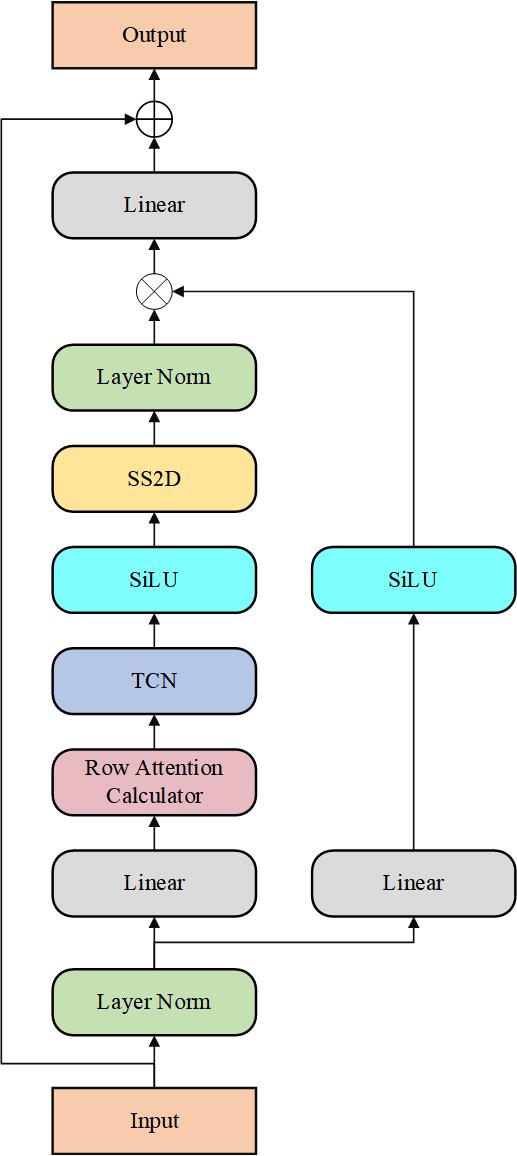 Output
Linear
Layer Norm
SS2D
SiLU
SiLU
TCN
Row Attention
Calculator
Linear
Linear
Layer Norm
Input